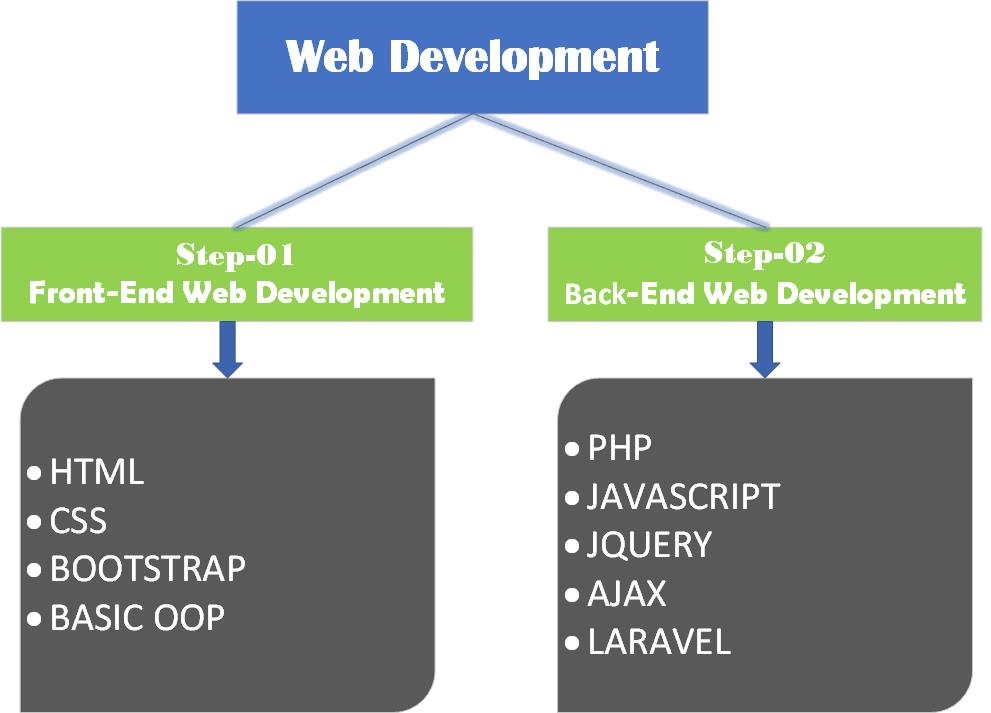 Web Development
Step-01
Front-End Web Development
Step-02
Back-End Web Development
• HTML
• CSS
• BOOTSTRAP
• BASIC OOP
• PHP
• JAVASCRIPT
• JQUERY
• AJAX
• LARAVEL